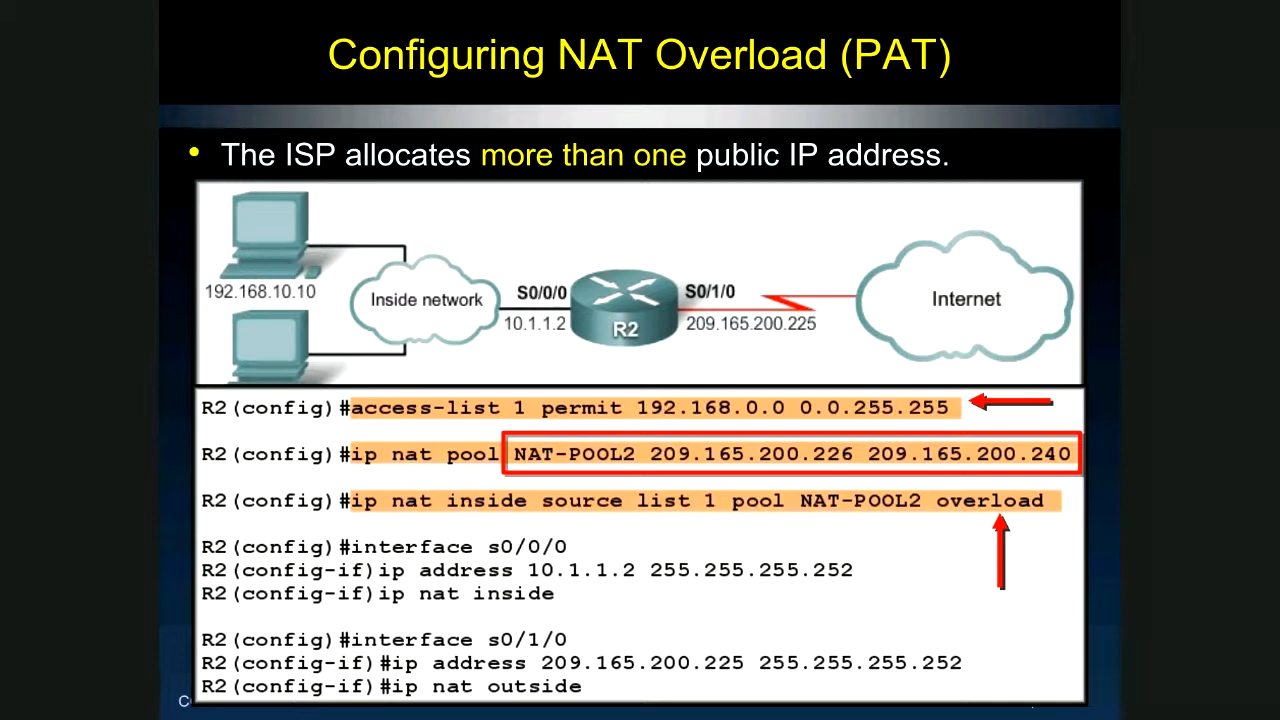 Configuring NAT Overload (PAT)
• The ISP allocates more than one public IP address.
192.168.10.10
Inside network
S0/0/0
10.1.1.2
R2
S0/1/0
209.165.200.225
Internet
R2(config)#access-list 1 permit 192.168.0.0 0.0.255.255
R2(config)#ip nat pool NAT-POOL2 209.165.200.226 209.165.200.240
R2(config)#ip nat inside source list 1 pool NAT-POOL2 overload
R2(config)#interface s0/0/0
R2(config-if)ip address 10.1.1.2 255.255.255.252
R2(config-if)ip nat inside
R2(config)#interface s0/1/0
R2(config-if)#ip address 209.165.200.225 255.255.255.252
R2(config-if)#ip nat outside